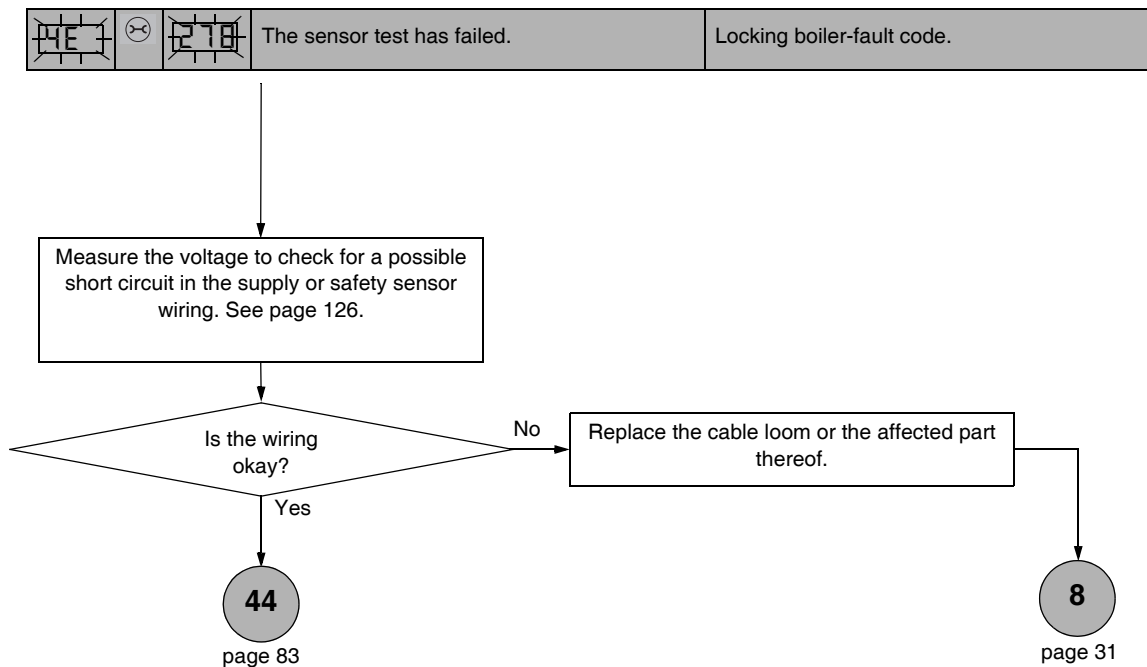 4E 278 The sensor test has failed. Locking boiler-fault code.
Measure the voltage to check for a possible
short circuit in the supply or safety sensor
wiring. See page 126.
Is the wiring
okay?
No
Replace the cable loom or the affected part
thereof.
Yes
44
page 83
8
page 31